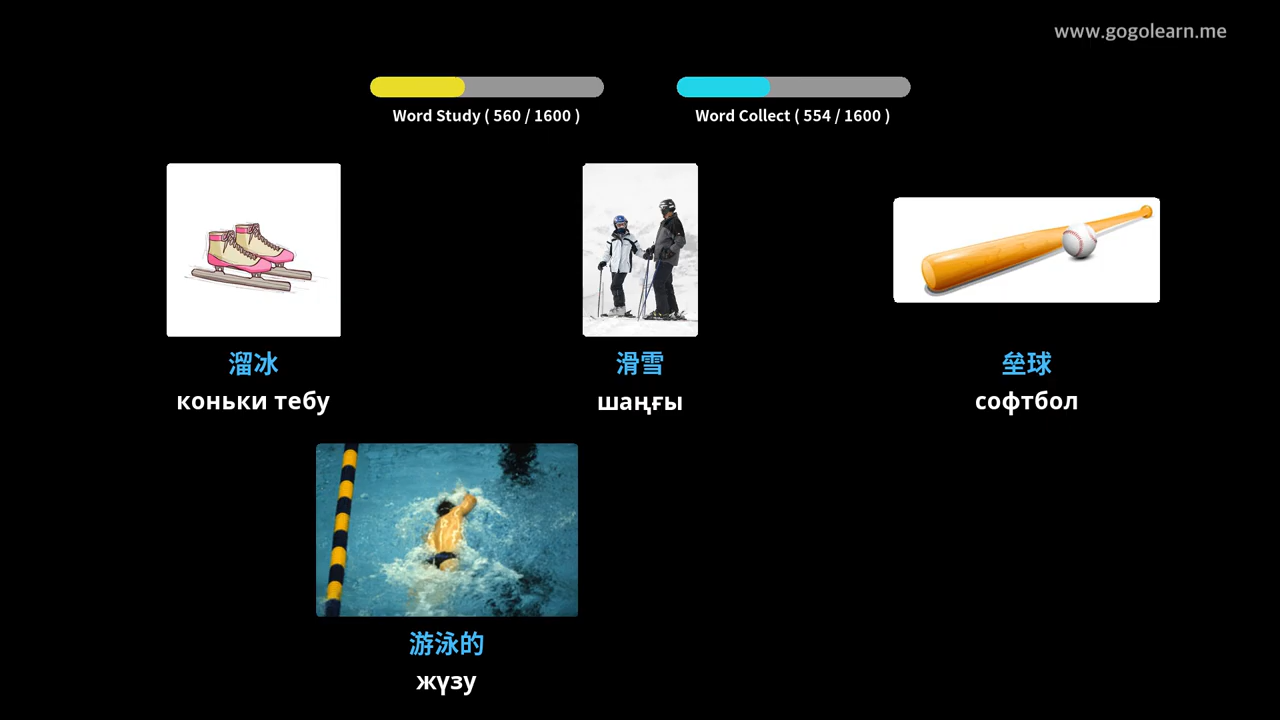 www.gogolearn.me
Word Study ( 560 / 1600 )
Word Collect ( 554 / 1600 )
溜冰
коньки тебу
滑雪
шаңғы
垒球
софтбол
游泳的
жүзу